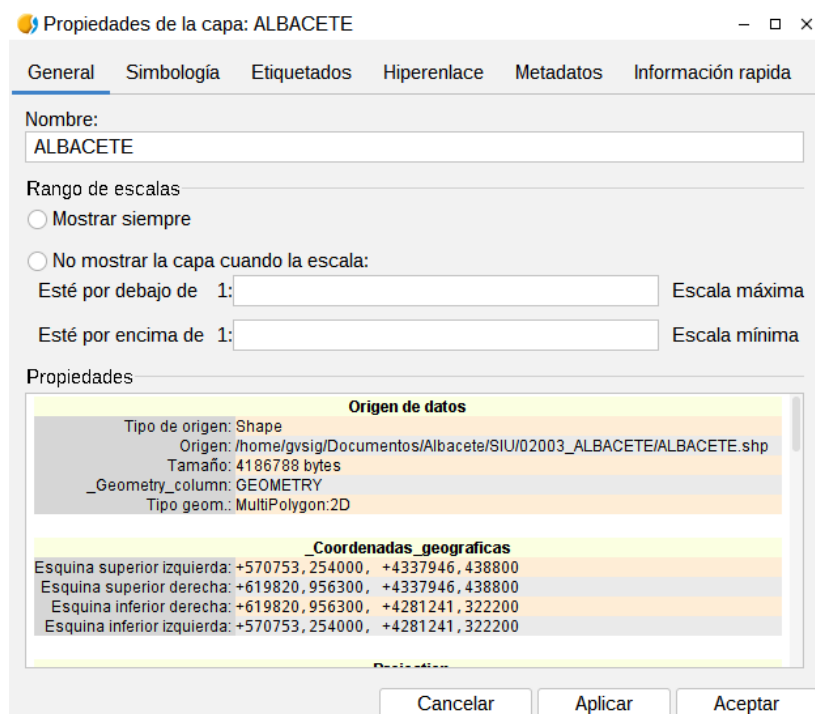 Propiedades de la capa: ALBACETE
General Simbología Etiquetados Hiperenlace Metadatos Información rapida
Nombre:
ALBACETE
Rango de escalas
Mostrar siempre
No mostrar la capa cuando la escala:
Esté por debajo de 1: Escala máxima
Esté por encima de 1: Escala mínima
Propiedades
Origen de datos
Tipo de origen: Shape
Origen: /home/gvsig/Documentos/Albacete/SIU/02003_ALBACETE/ALBACETE.shp
Tamaño: 4186788 bytes
_Geometry_column: GEOMETRY
Tipo geom.: MultiPolygon:2D
_Coordenadas_geograficas
Esquina superior izquierda: +570753,254000, +4337946,438800
Esquina superior derecha: +619820,956300, +4337946,438800
Esquina inferior derecha: +619820,956300, +4281241,322200
Esquina inferior izquierda: +570753,254000, +4281241,322200
Cancelar Aplicar Aceptar